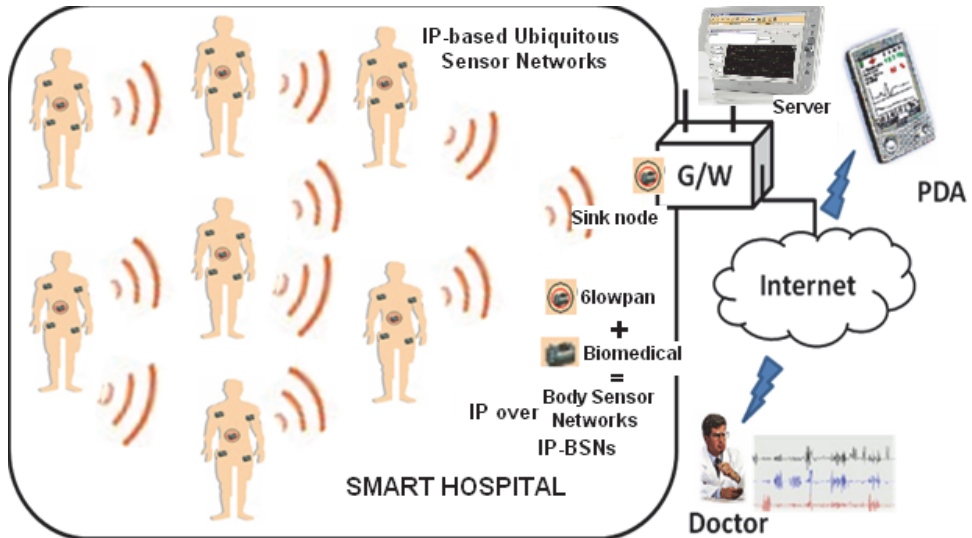 IP-based Ubiquitous
Sensor Networks
Server
G/W
PDA
Sink node
Internet
6lowpan
+
Biomedical
=
IP over Body Sensor
Networks
IP-BSNs
SMART HOSPITAL
Doctor